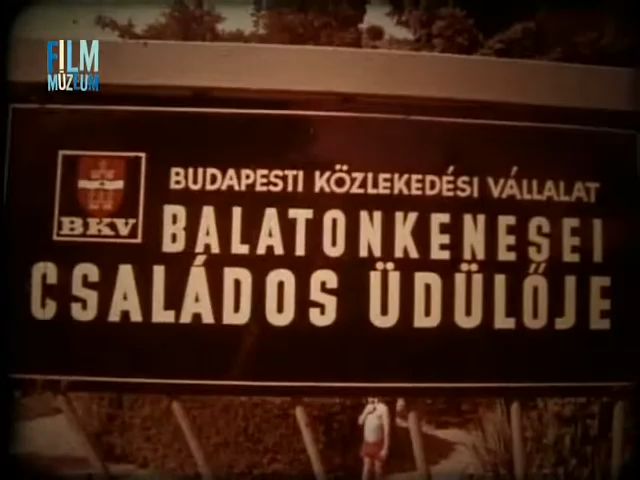 FILM
MÚZEUM
BUDAPESTI KÖZLEKEDÉSI VÁLLALAT
BKV
BALATONKENESEI
CSALÁDOS ÜDÜLŐJE